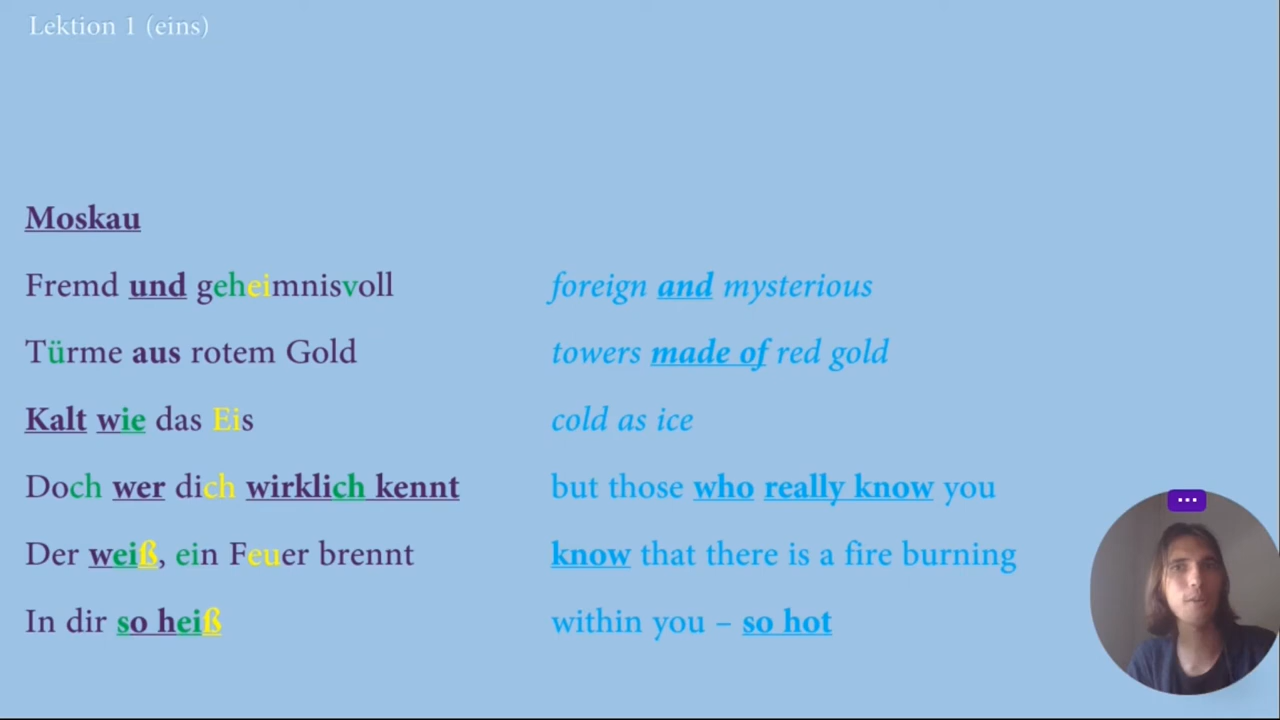 Lektion 1 (eins)
Moskau
Fremd und geheimnisvoll
foreign and mysterious
Türme aus rotem Gold
towers made of red gold
Kalt wie das Eis
cold as ice
Doch wer dich wirklich kennt
but those who really know you
Der weiß, ein Feuer brennt
know that there is a fire burning
In dir so heiß
within you – so hot